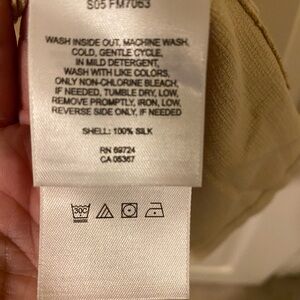 S05 FM7063
WASH INSIDE OUT, MACHINE WASH,
COLD, GENTLE CYCLE,
IN MILD DETERGENT,
WASH WITH LIKE COLORS,
ONLY NON-CHLORINE BLEACH,
IF NEEDED, TUMBLE DRY, LOW,
REMOVE PROMPTLY, IRON, LOW,
REVERSE SIDE ONLY, IF NEEDED
SHELL: 100% SILK
RN 69724
CA 05367
30C